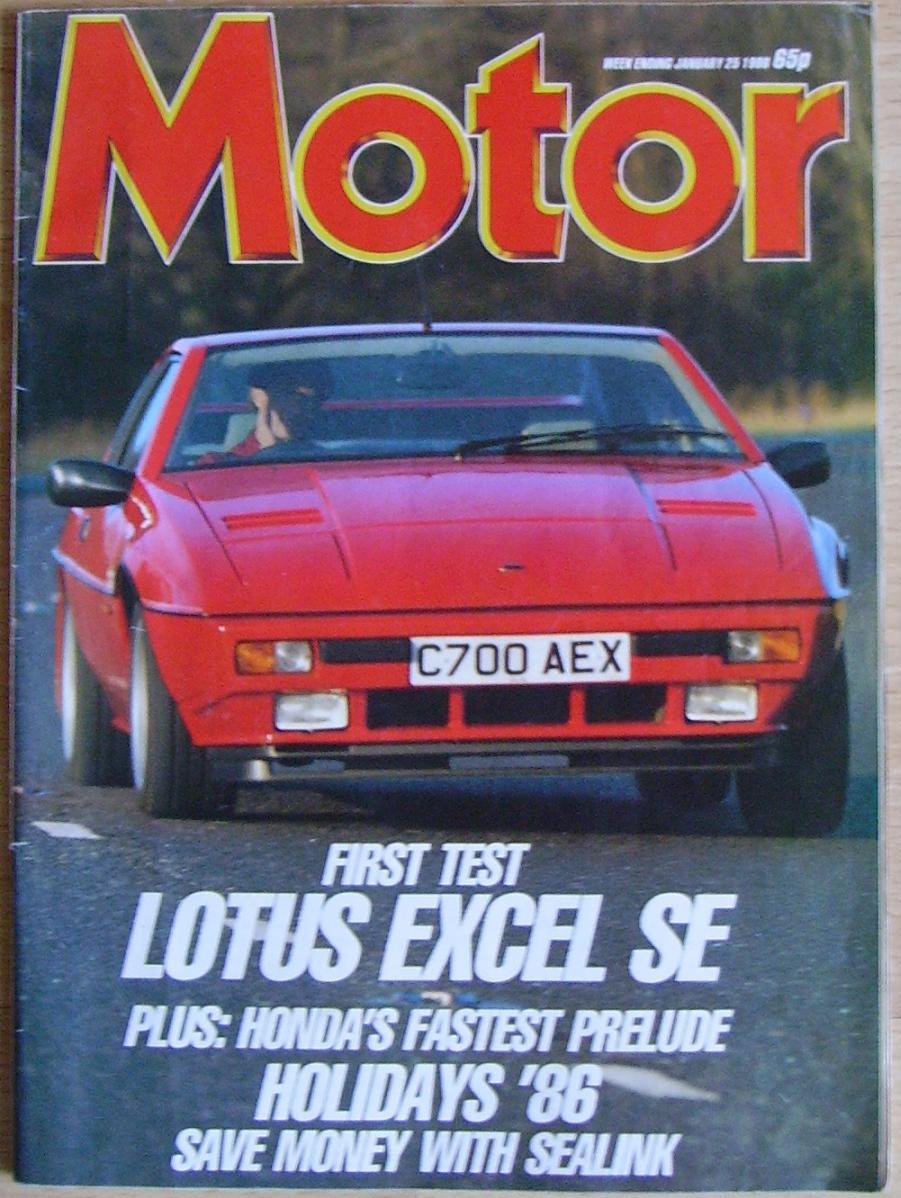 Motor
WEEK ENDING JANUARY 25 1986 65p
C700 AEX
FIRST TEST
LOTUS EXCEL SE
PLUS: HONDA'S FASTEST PRELUDE
HOLIDAYS '86
SAVE MONEY WITH SEALINK